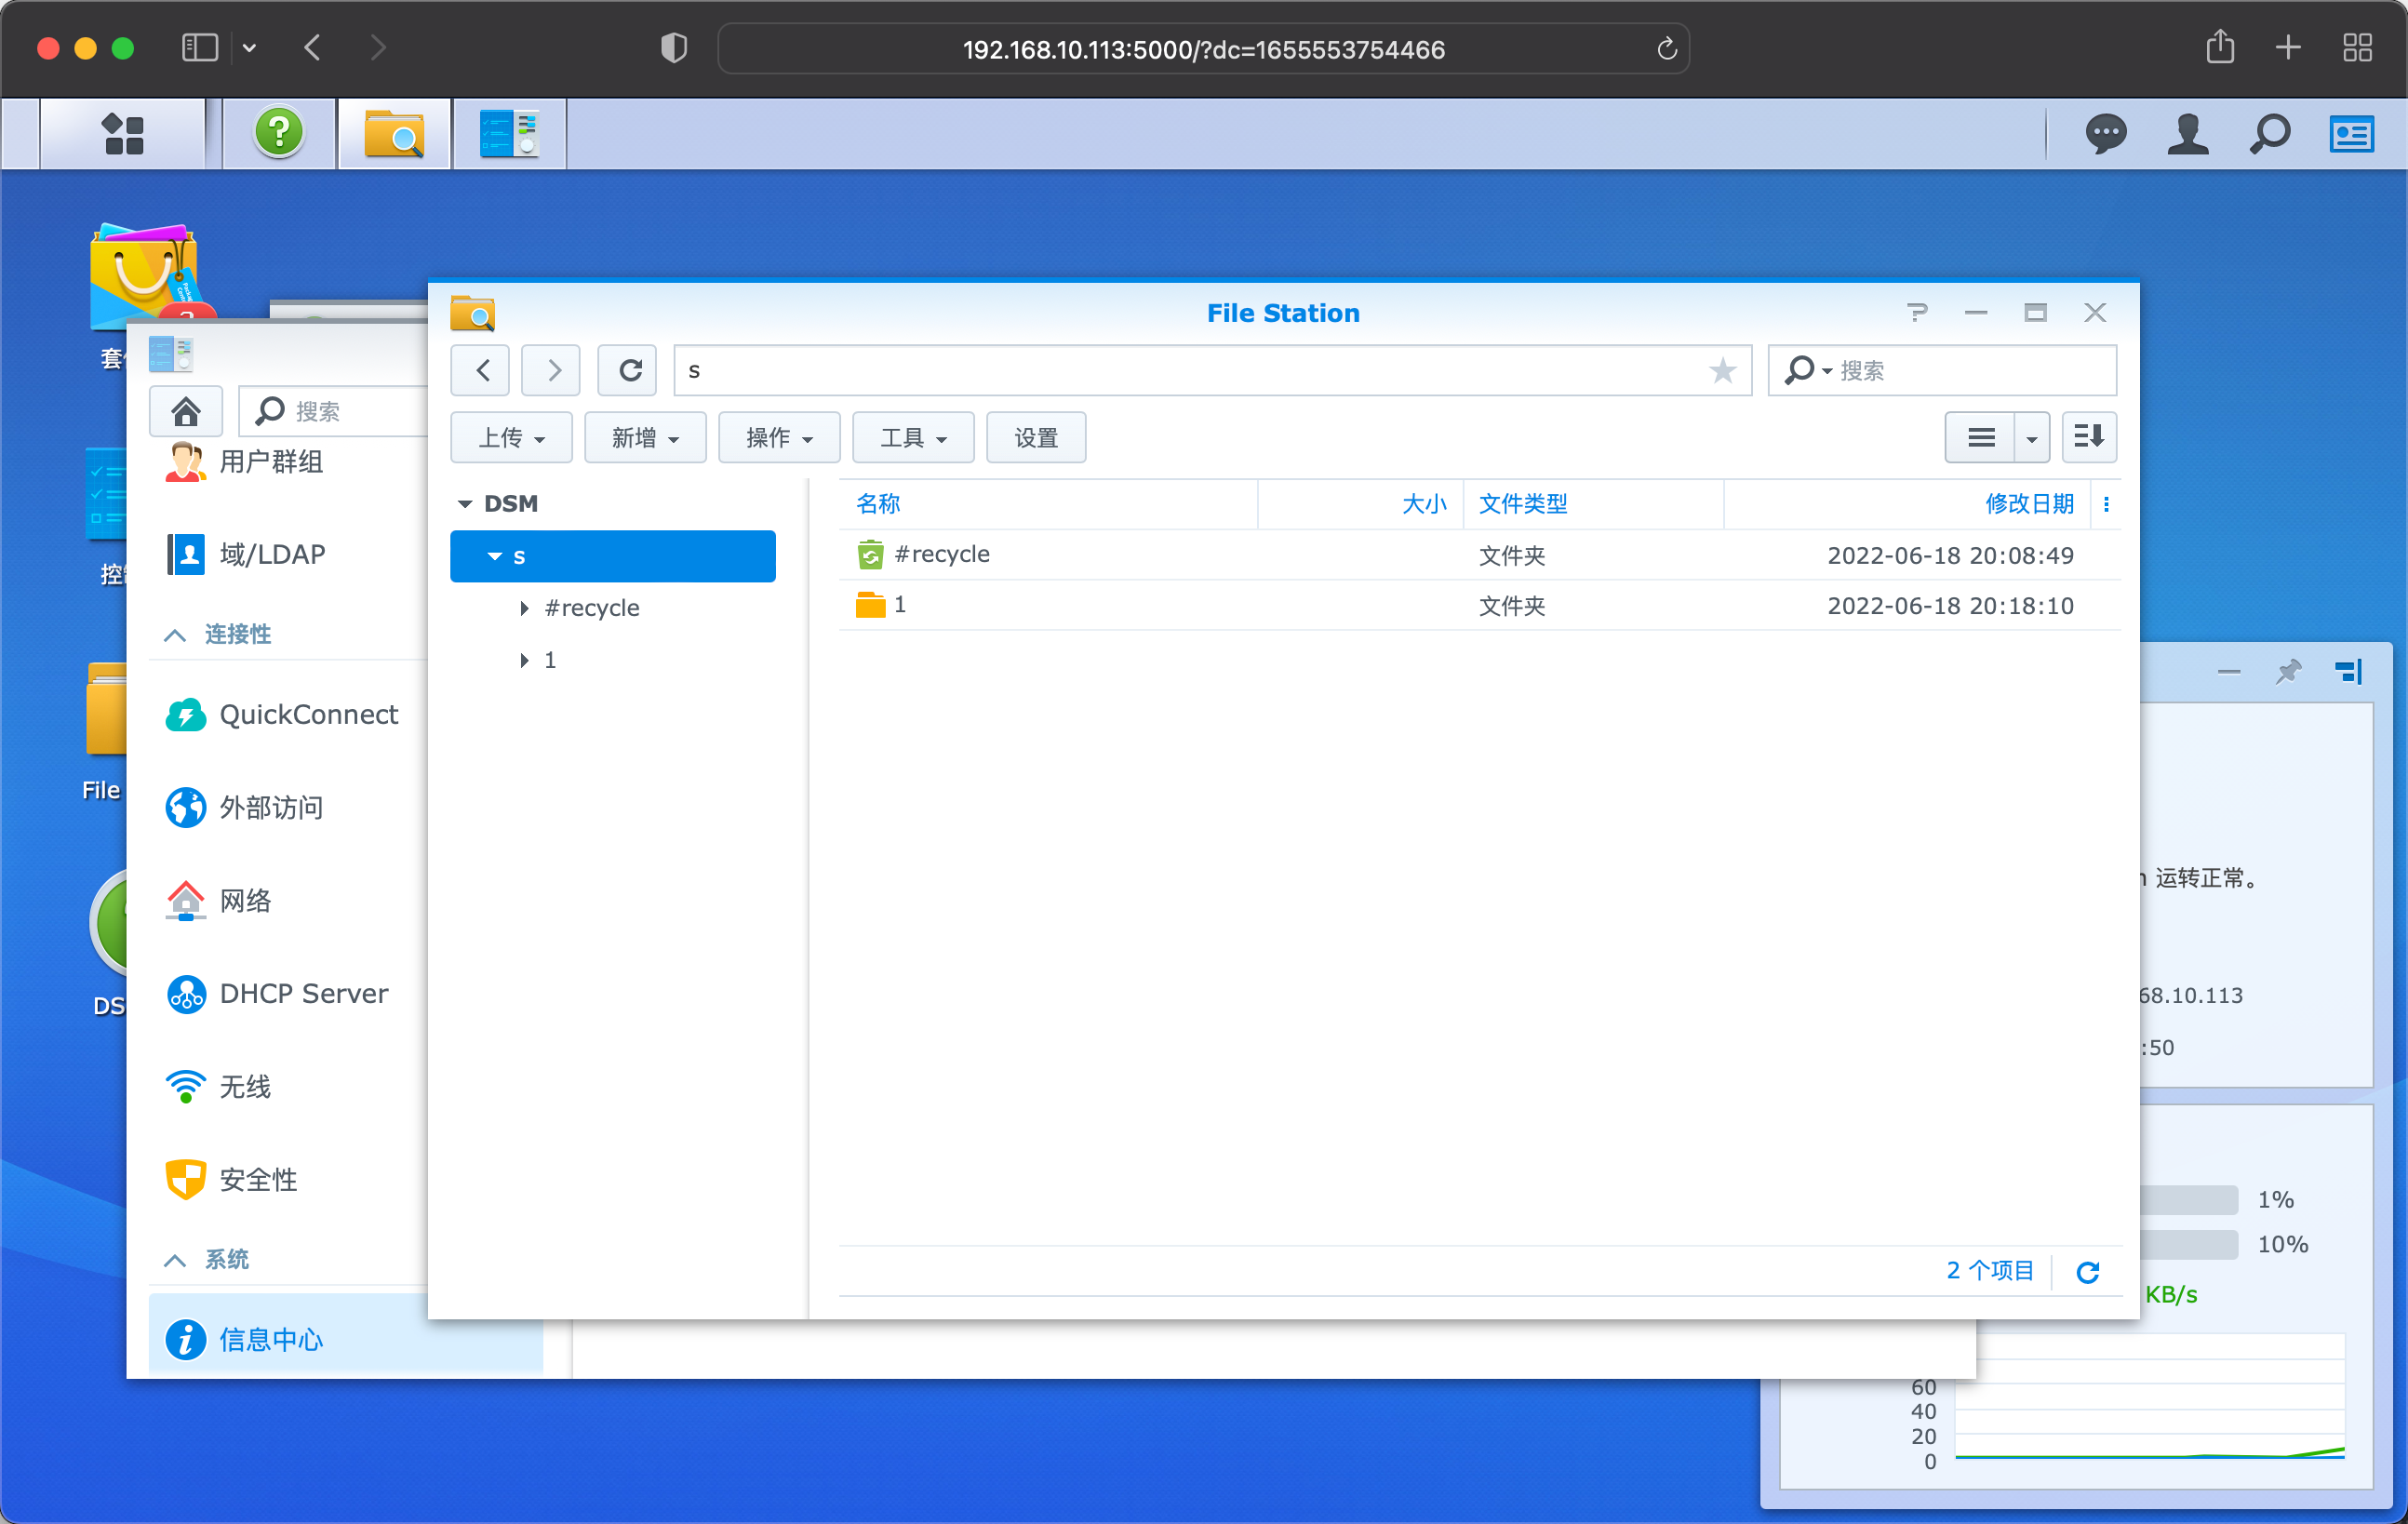 192.168.10.113:5000/?dc=1655553754466
File Station
s
搜索
上传
新增
操作
工具
设置
DSM
s
#recycle
1
名称 大小 文件类型 修改日期
#recycle 文件夹 2022-06-18 20:08:49
1 文件夹 2022-06-18 20:18:10
2 个项目
搜索
用户群组
域/LDAP
连接性
QuickConnect
外部访问
网络
DHCP Server
无线
安全性
系统
信息中心
套
控
File
DS
运转正常。
68.10.113
:50
1%
10%
KB/s
60
40
20
0